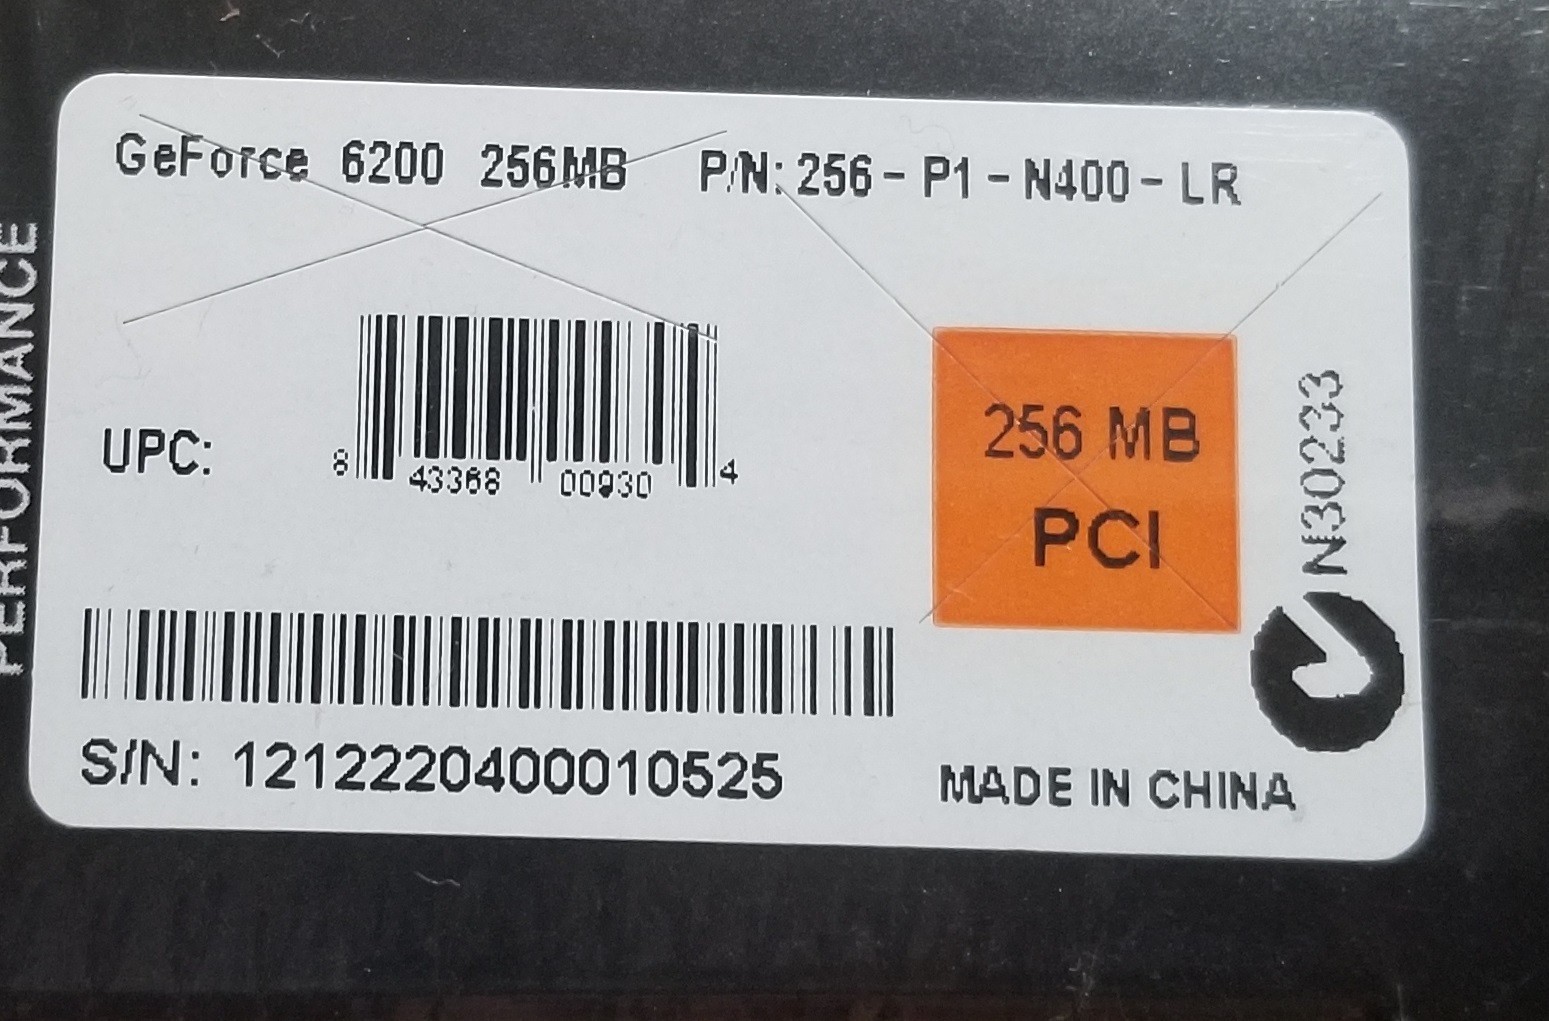 PERFORMANCE
GeForce 6200 256MB P/N: 256-P1-N400-LR
UPC:
8 43368 00930 4
256 MB
PCI
N30233
S/N: 1212220400010525
MADE IN CHINA